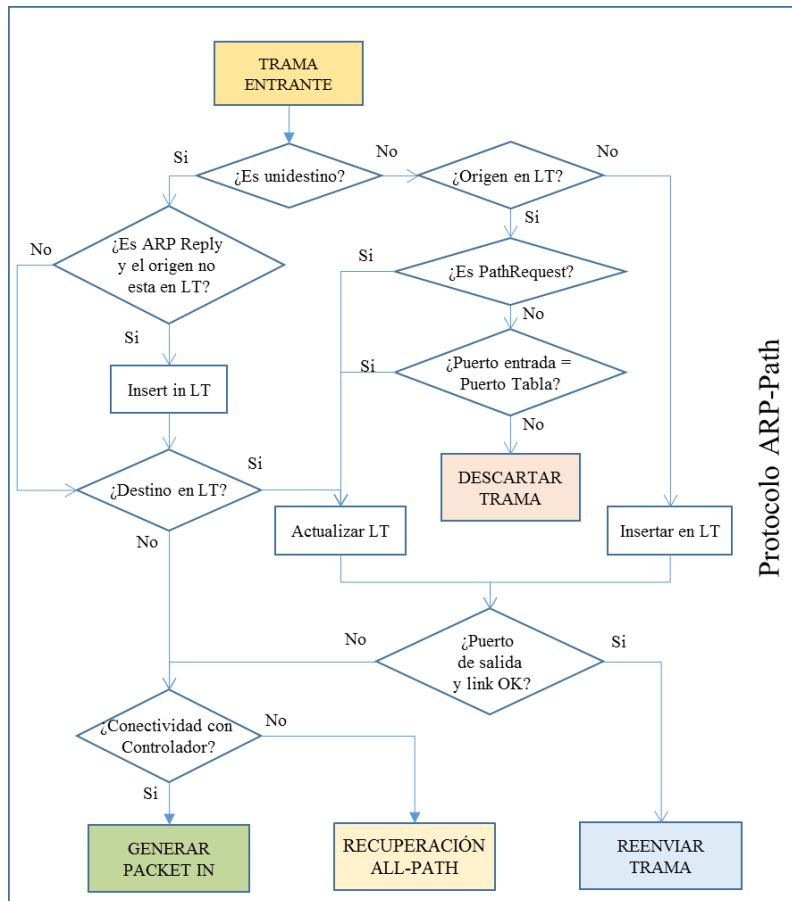 TRAMA
ENTRANTE
Si
¿Es unidestino?
No
¿Origen en LT?
No
Si
No
¿Es ARP Reply
y el origen no
esta en LT?
Si
¿Es PathRequest?
No
Si
Si
¿Puerto entrada =
Puerto Tabla?
Insert in LT
No
Si
¿Destino en LT?
DESCARTAR
TRAMA
No
Actualizar LT
Insertar en LT
No
¿Puerto
de salida
y link OK?
Si
¿Conectividad con
Controlador?
No
Si
GENERAR
PACKET IN
RECUPERACIÓN
ALL-PATH
REENVIAR
TRAMA
Protocolo ARP-Path